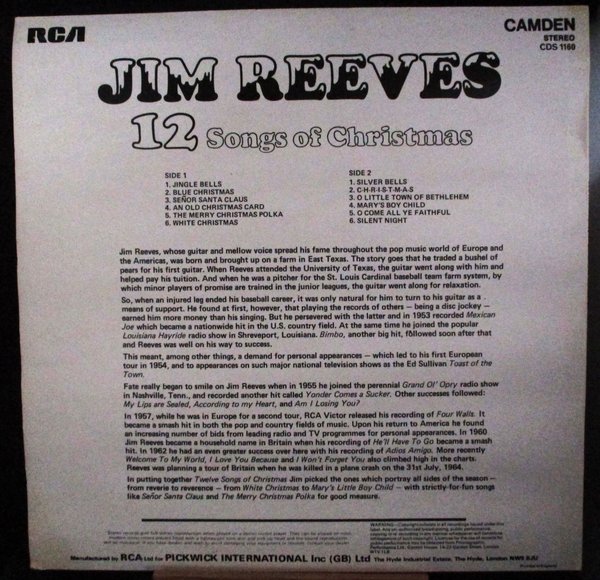 RCA
CAMDEN
STEREO
CDS 1160
JIM REEVES
12 Songs of Christmas
SIDE 1
1. JINGLE BELLS
2. BLUE CHRISTMAS
3. SEÑOR SANTA CLAUS
4. AN OLD CHRISTMAS CARD
5. THE MERRY CHRISTMAS POLKA
6. WHITE CHRISTMAS
SIDE 2
1. SILVER BELLS
2. C-H-R-I-S-T-M-A-S
3. O LITTLE TOWN OF BETHLEHEM
4. MARY'S BOY CHILD
5. O COME ALL YE FAITHFUL
6. SILENT NIGHT
Jim Reeves, whose guitar and mellow voice spread his fame throughout the pop music world of Europe and
the Americas, was born and brought up on a farm in East Texas. The story goes that he traded a bushel of
pears for his first guitar. When Reeves attended the University of Texas, the guitar went along with him and
helped pay his tuition. And when he was a pitcher for the St. Louis Cardinal baseball team farm system, by
which minor players of promise are trained in the junior leagues, the guitar went along for relaxation.
So, when an injured leg ended his baseball career, it was only natural for him to turn to his guitar as a
means of support. He found at first, however, that playing the records of others — being a disc jockey —
earned him more money than his singing. But he persevered with the latter and in 1953 recorded Mexican
Joe which became a nationwide hit in the U.S. country field. At the same time he joined the popular
Louisiana Hayride radio show in Shreveport, Louisiana. Bimbo, another big hit, followed soon after that
and Reeves was well on his way to success.
This meant, among other things, a demand for personal appearances — which led to his first European
tour in 1954, and to appearances on such major national television shows as the Ed Sullivan Toast of the
Town.
Fate really began to smile on Jim Reeves when in 1955 he joined the perennial Grand Ol' Opry radio show
in Nashville, Tenn., and recorded another hit called Yonder Comes a Sucker. Other successes followed:
My Lips are Sealed, According to my Heart, and Am I Losing You?
In 1957, while he was in Europe for a second tour, RCA Victor released his recording of Four Walls. It
became a smash hit in both the pop and country fields of music. Upon his return to America he found
an increasing number of bids from leading radio and TV programmes for personal appearances. In 1960
Jim Reeves became a household name in Britain when his recording of He'll Have To Go became a smash
hit. In 1962 he had an even greater success over here with his recording of Adios Amigo. More recently
Welcome To My World, I Love You Because and I Won't Forget You also climbed high in the charts.
Reeves was planning a tour of Britain when he was killed in a plane crash on the 31st July, 1964.
In putting together Twelve Songs of Christmas Jim picked the ones which portray all sides of the season —
from reverie to reverence — from White Christmas to Mary's Little Boy Child — with strictly-for-fun songs
like Señor Santa Claus and The Merry Christmas Polka for good measure.
Manufactured by RCA Ltd for PICKWICK INTERNATIONAL Inc (GB) Ltd The Hyde Industrial Estate, The Hyde, London NW9 6JU